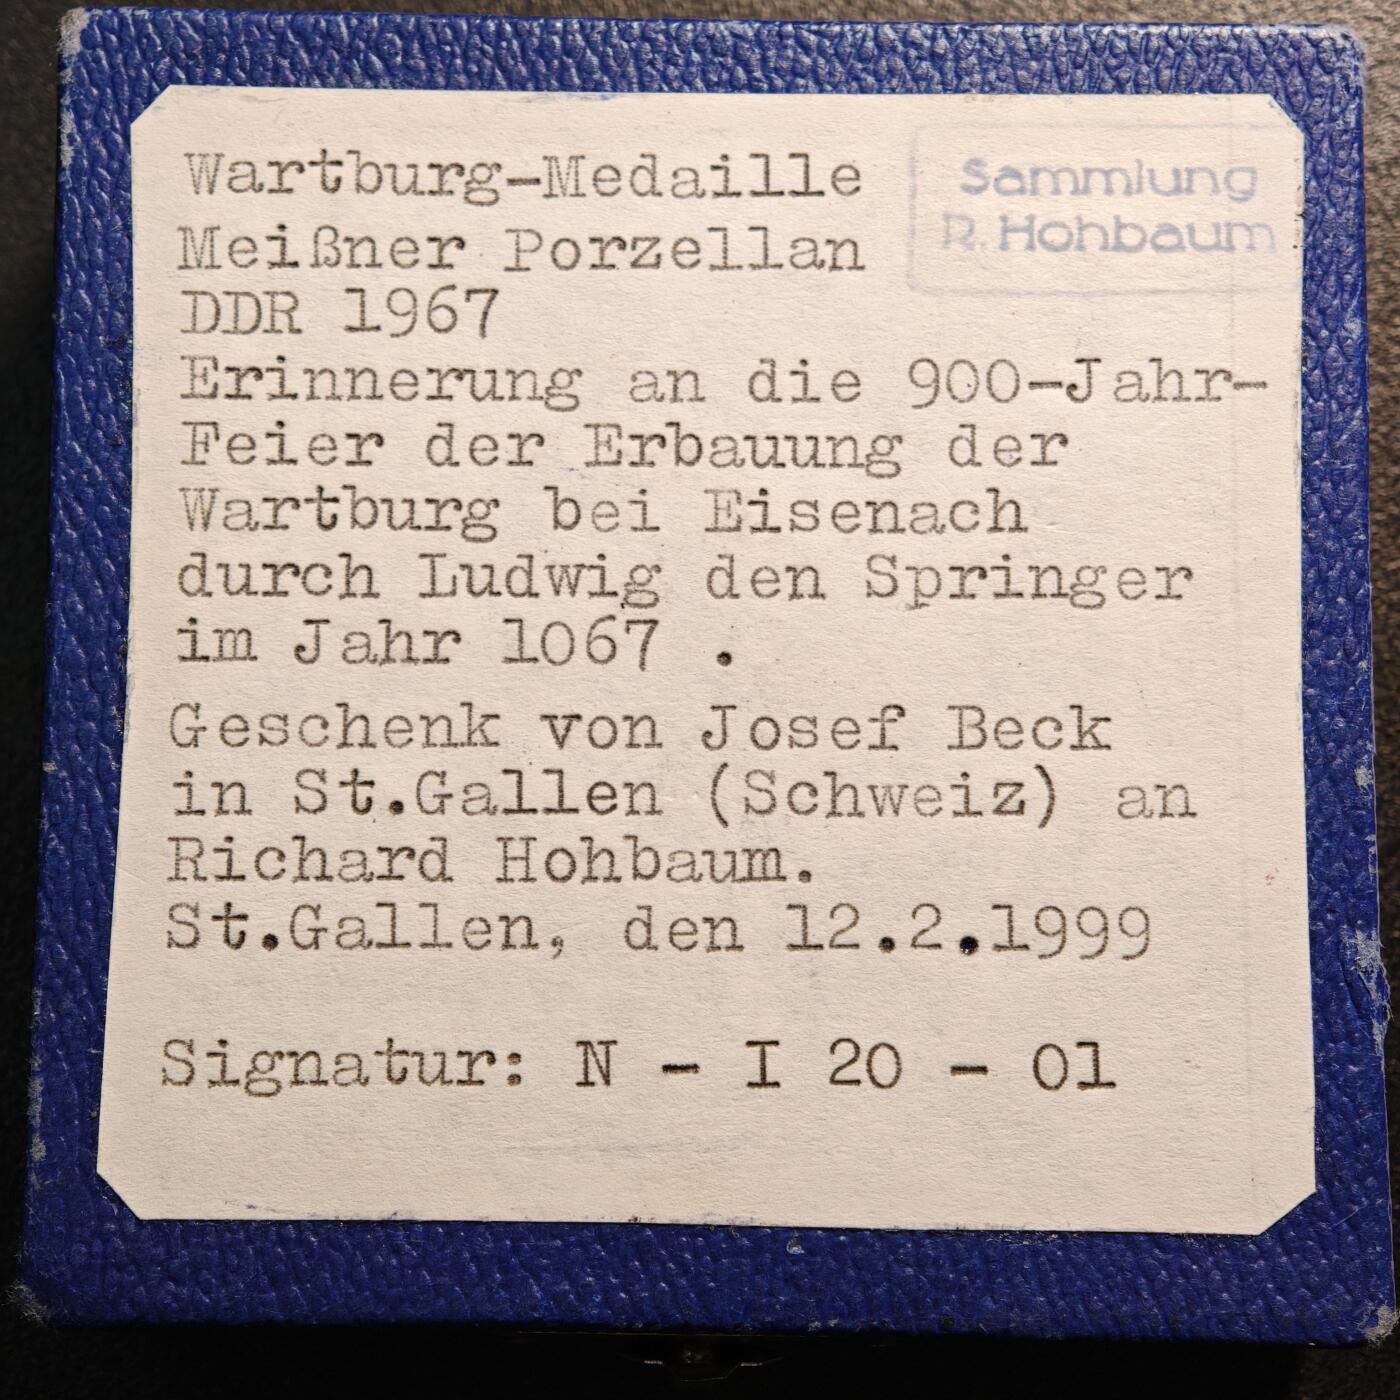 Wartburg-Medaille
Sammlung
R. Hohbaum
Meißner Porzellan
DDR 1967
Erinnerung an die 900-Jahr-
Feier der Erbauung der
Wartburg bei Eisenach
durch Ludwig den Springer
im Jahr 1067 .
Geschenk von Josef Beck
in St.Gallen (Schweiz) an
Richard Hohbaum.
St.Gallen, den 12.2.1999
Signatur: N - I 20 - 01